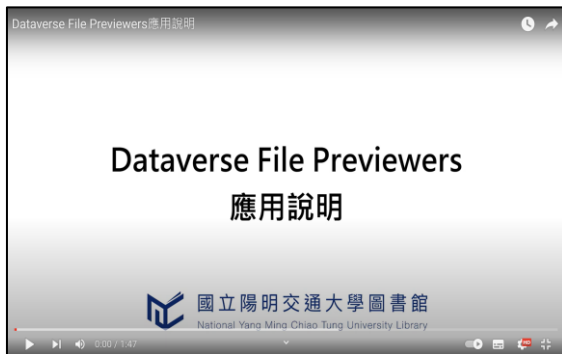 Dataverse File Previewers應用說明
Dataverse File Previewers
應用說明
國立陽明交通大學圖書館
National Yang Ming Chiao Tung University Library
0:00 / 1:47